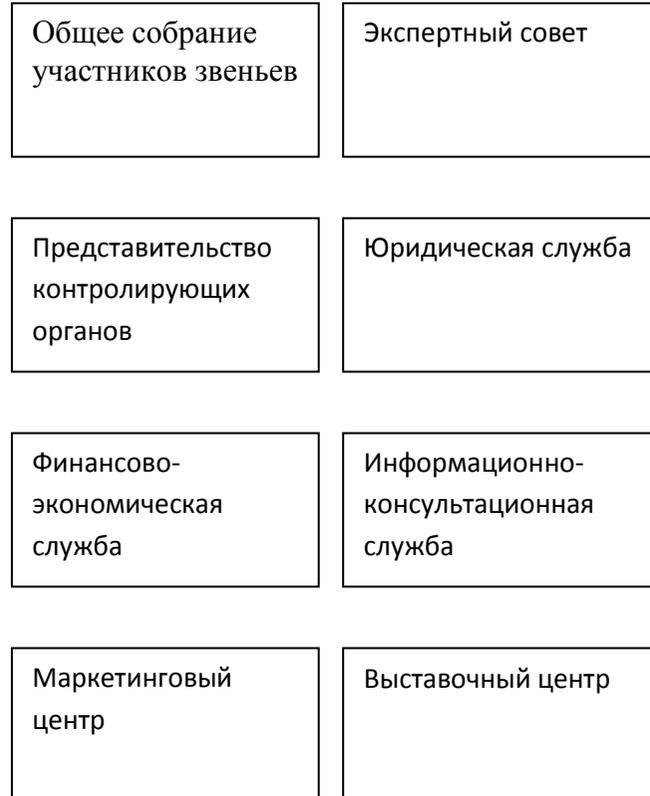 Общее собрание
участников звеньев
Экспертный совет
Представительство
контролирующих
органов
Юридическая служба
Финансово-
экономическая
служба
Информационно-
консультационная
служба
Маркетинговый
центр
Выставочный центр